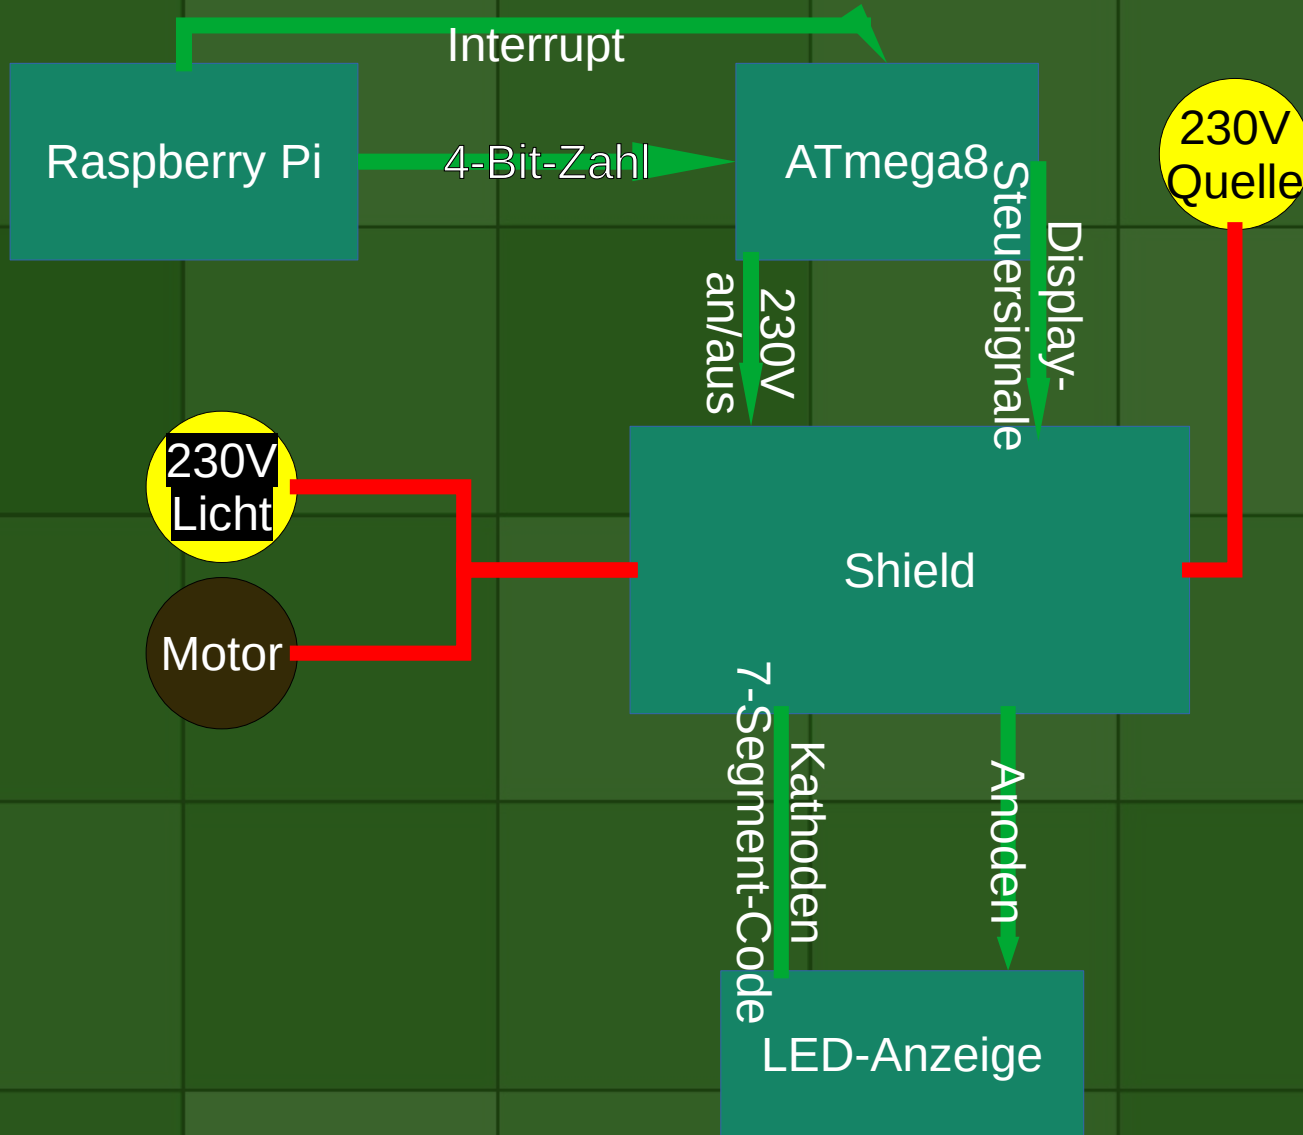 Interrupt
Raspberry Pi
4-Bit-Zahl
ATmega8
230V
Quelle
230V
an/aus
Display-
Steuersignale
230V
Licht
Shield
Motor
Kathoden
7-Segment-Code
Anoden
LED-Anzeige